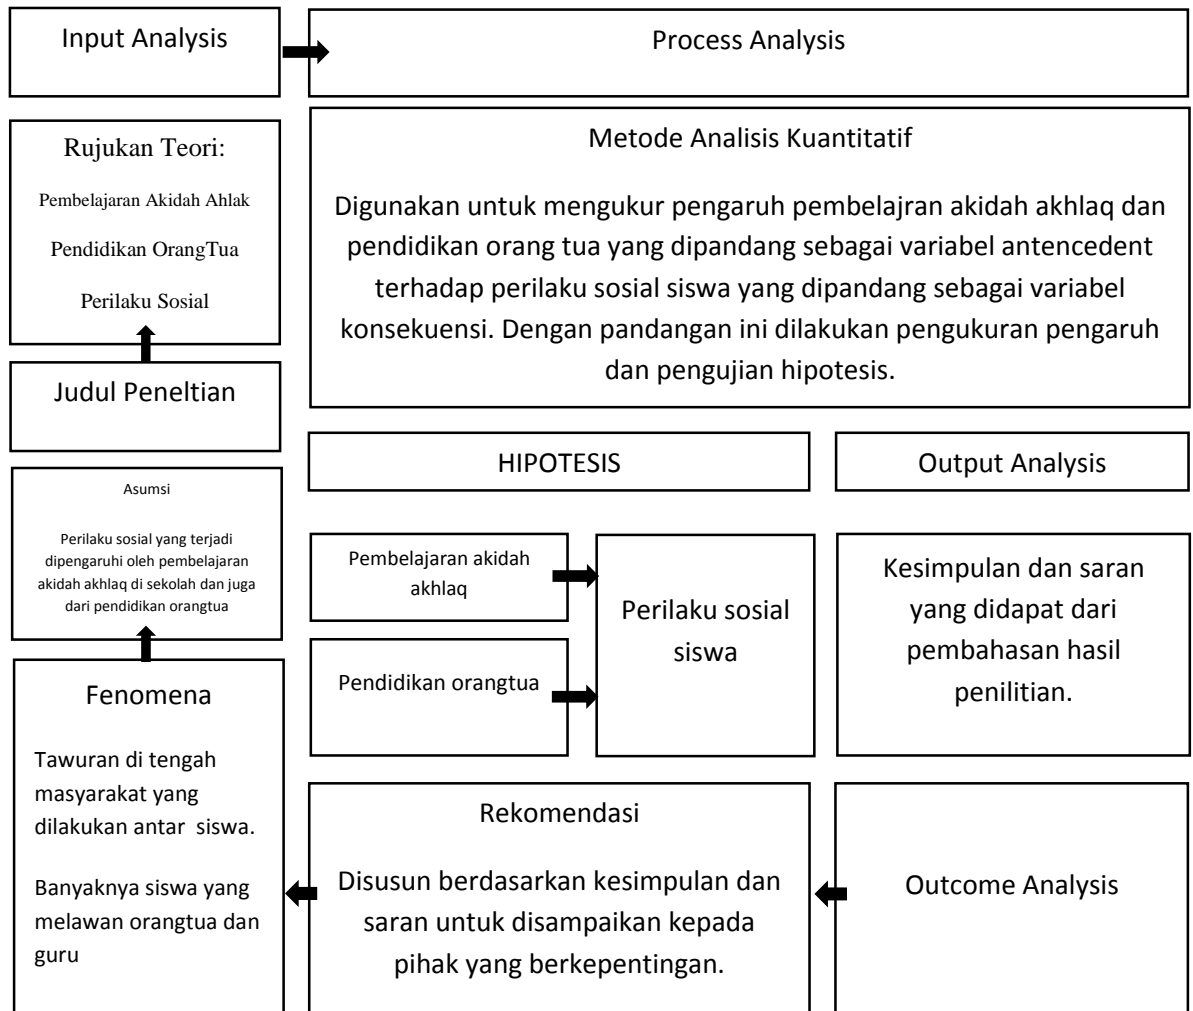 Input Analysis
Process Analysis
Rujukan Teori:
Pembelajaran Akidah Ahlak
Pendidikan OrangTua
Perilaku Sosial
Metode Analisis Kuantitatif
Digunakan untuk mengukur pengaruh pembelajran akidah akhlaq dan
pendidikan orang tua yang dipandang sebagai variabel antencedent
terhadap perilaku sosial siswa yang dipandang sebagai variabel
konsekuensi. Dengan pandangan ini dilakukan pengukuran pengaruh
dan pengujian hipotesis.
Judul Peneltian
HIPOTESIS
Output Analysis
Asumsi
Perilaku sosial yang terjadi
dipengaruhi oleh pembelajaran
akidah akhlaq di sekolah dan juga
dari pendidikan orangtua
Pembelajaran akidah
akhlaq
Pendidikan orangtua
Perilaku sosial
siswa
Kesimpulan dan saran
yang didapat dari
pembahasan hasil
penilitian.
Fenomena
Tawuran di tengah
masyarakat yang
dilakukan antar siswa.
Banyaknya siswa yang
melawan orangtua dan
guru
Rekomendasi
Disusun berdasarkan kesimpulan dan
saran untuk disampaikan kepada
pihak yang berkepentingan.
Outcome Analysis